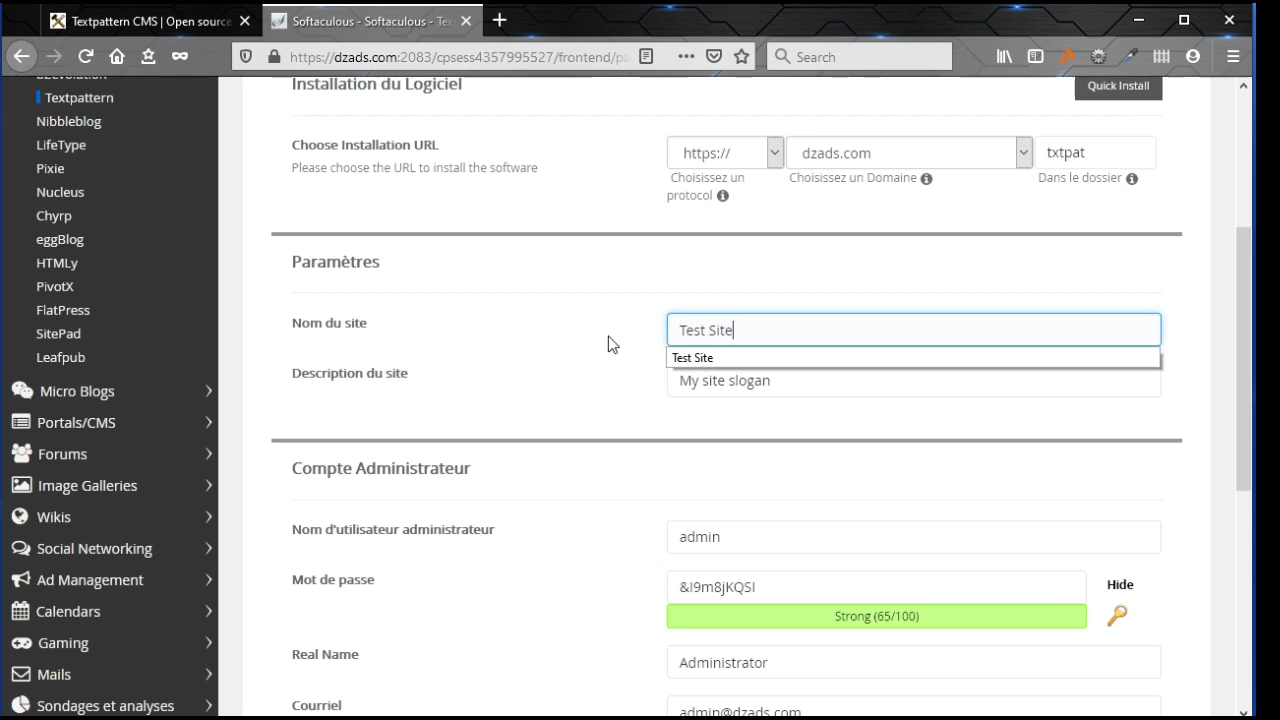 Textpattern CMS | Open source
Softaculous - Softaculous - Tex
https://dzads.com:2083/cpsess4357995527/frontend/pa
Search
Textpattern
Nibbleblog
LifeType
Pixie
Nucleus
Chyrp
eggBlog
HTMLy
PivotX
FlatPress
SitePad
Leafpub
Micro Blogs
Portals/CMS
Forums
Image Galleries
Wikis
Social Networking
Ad Management
Calendars
Gaming
Mails
Sondages et analyses
Installation du Logiciel
Quick Install
Choose Installation URL
Please choose the URL to install the software
https://
dzads.com
txtpat
Choisissez un
protocol
Choisissez un Domaine
Dans le dossier
Paramètres
Nom du site
Test Site
Test Site
Description du site
My site slogan
Compte Administrateur
Nom d'utilisateur administrateur
admin
Mot de passe
&I9m8jKQSI
Hide
Strong (65/100)
Real Name
Administrator
Courriel
admin@dzads.com